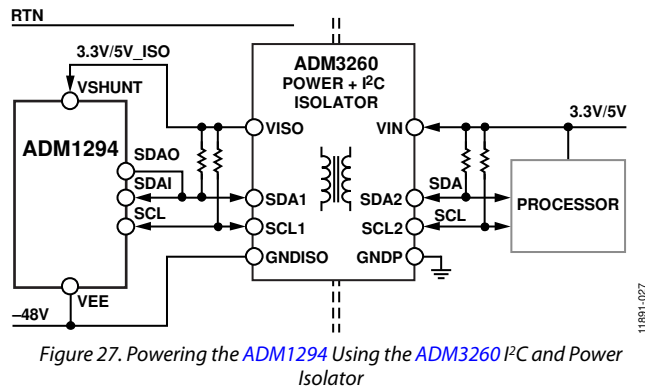 RTN
3.3V/5V_ISO
VSHUNT
ADM1294
SDAO
SDAI
SCL
VEE
–48V
ADM3260
POWER + I²C
ISOLATOR
VISO
VIN
SDA1
SDA2
SCL1
SCL2
GNDISO
GNDP
3.3V/5V
SDA
SCL
PROCESSOR
11891-027
Figure 27. Powering the ADM1294 Using the ADM3260 I²C and Power
Isolator